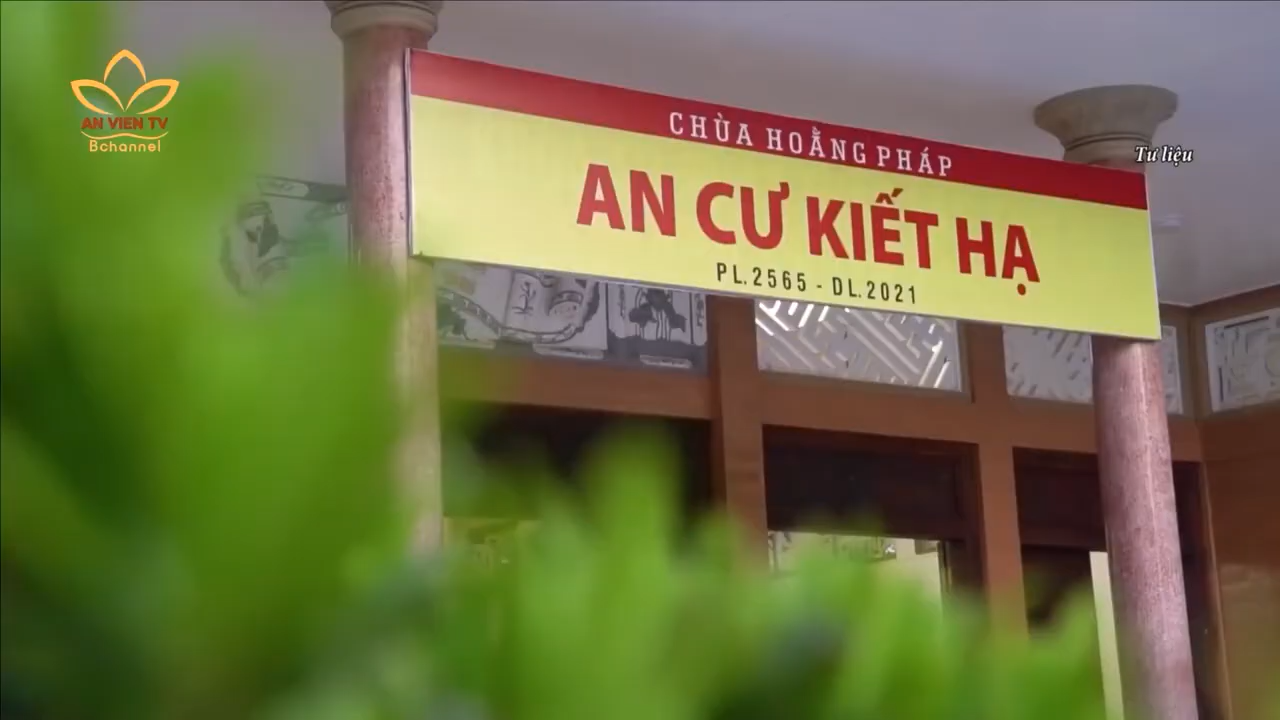 AN VIEN TV
Bchannel
Tư liệu
CHÙA HOẰNG PHÁP
AN CƯ KIẾT HẠ
PL.2565 - DL.2021